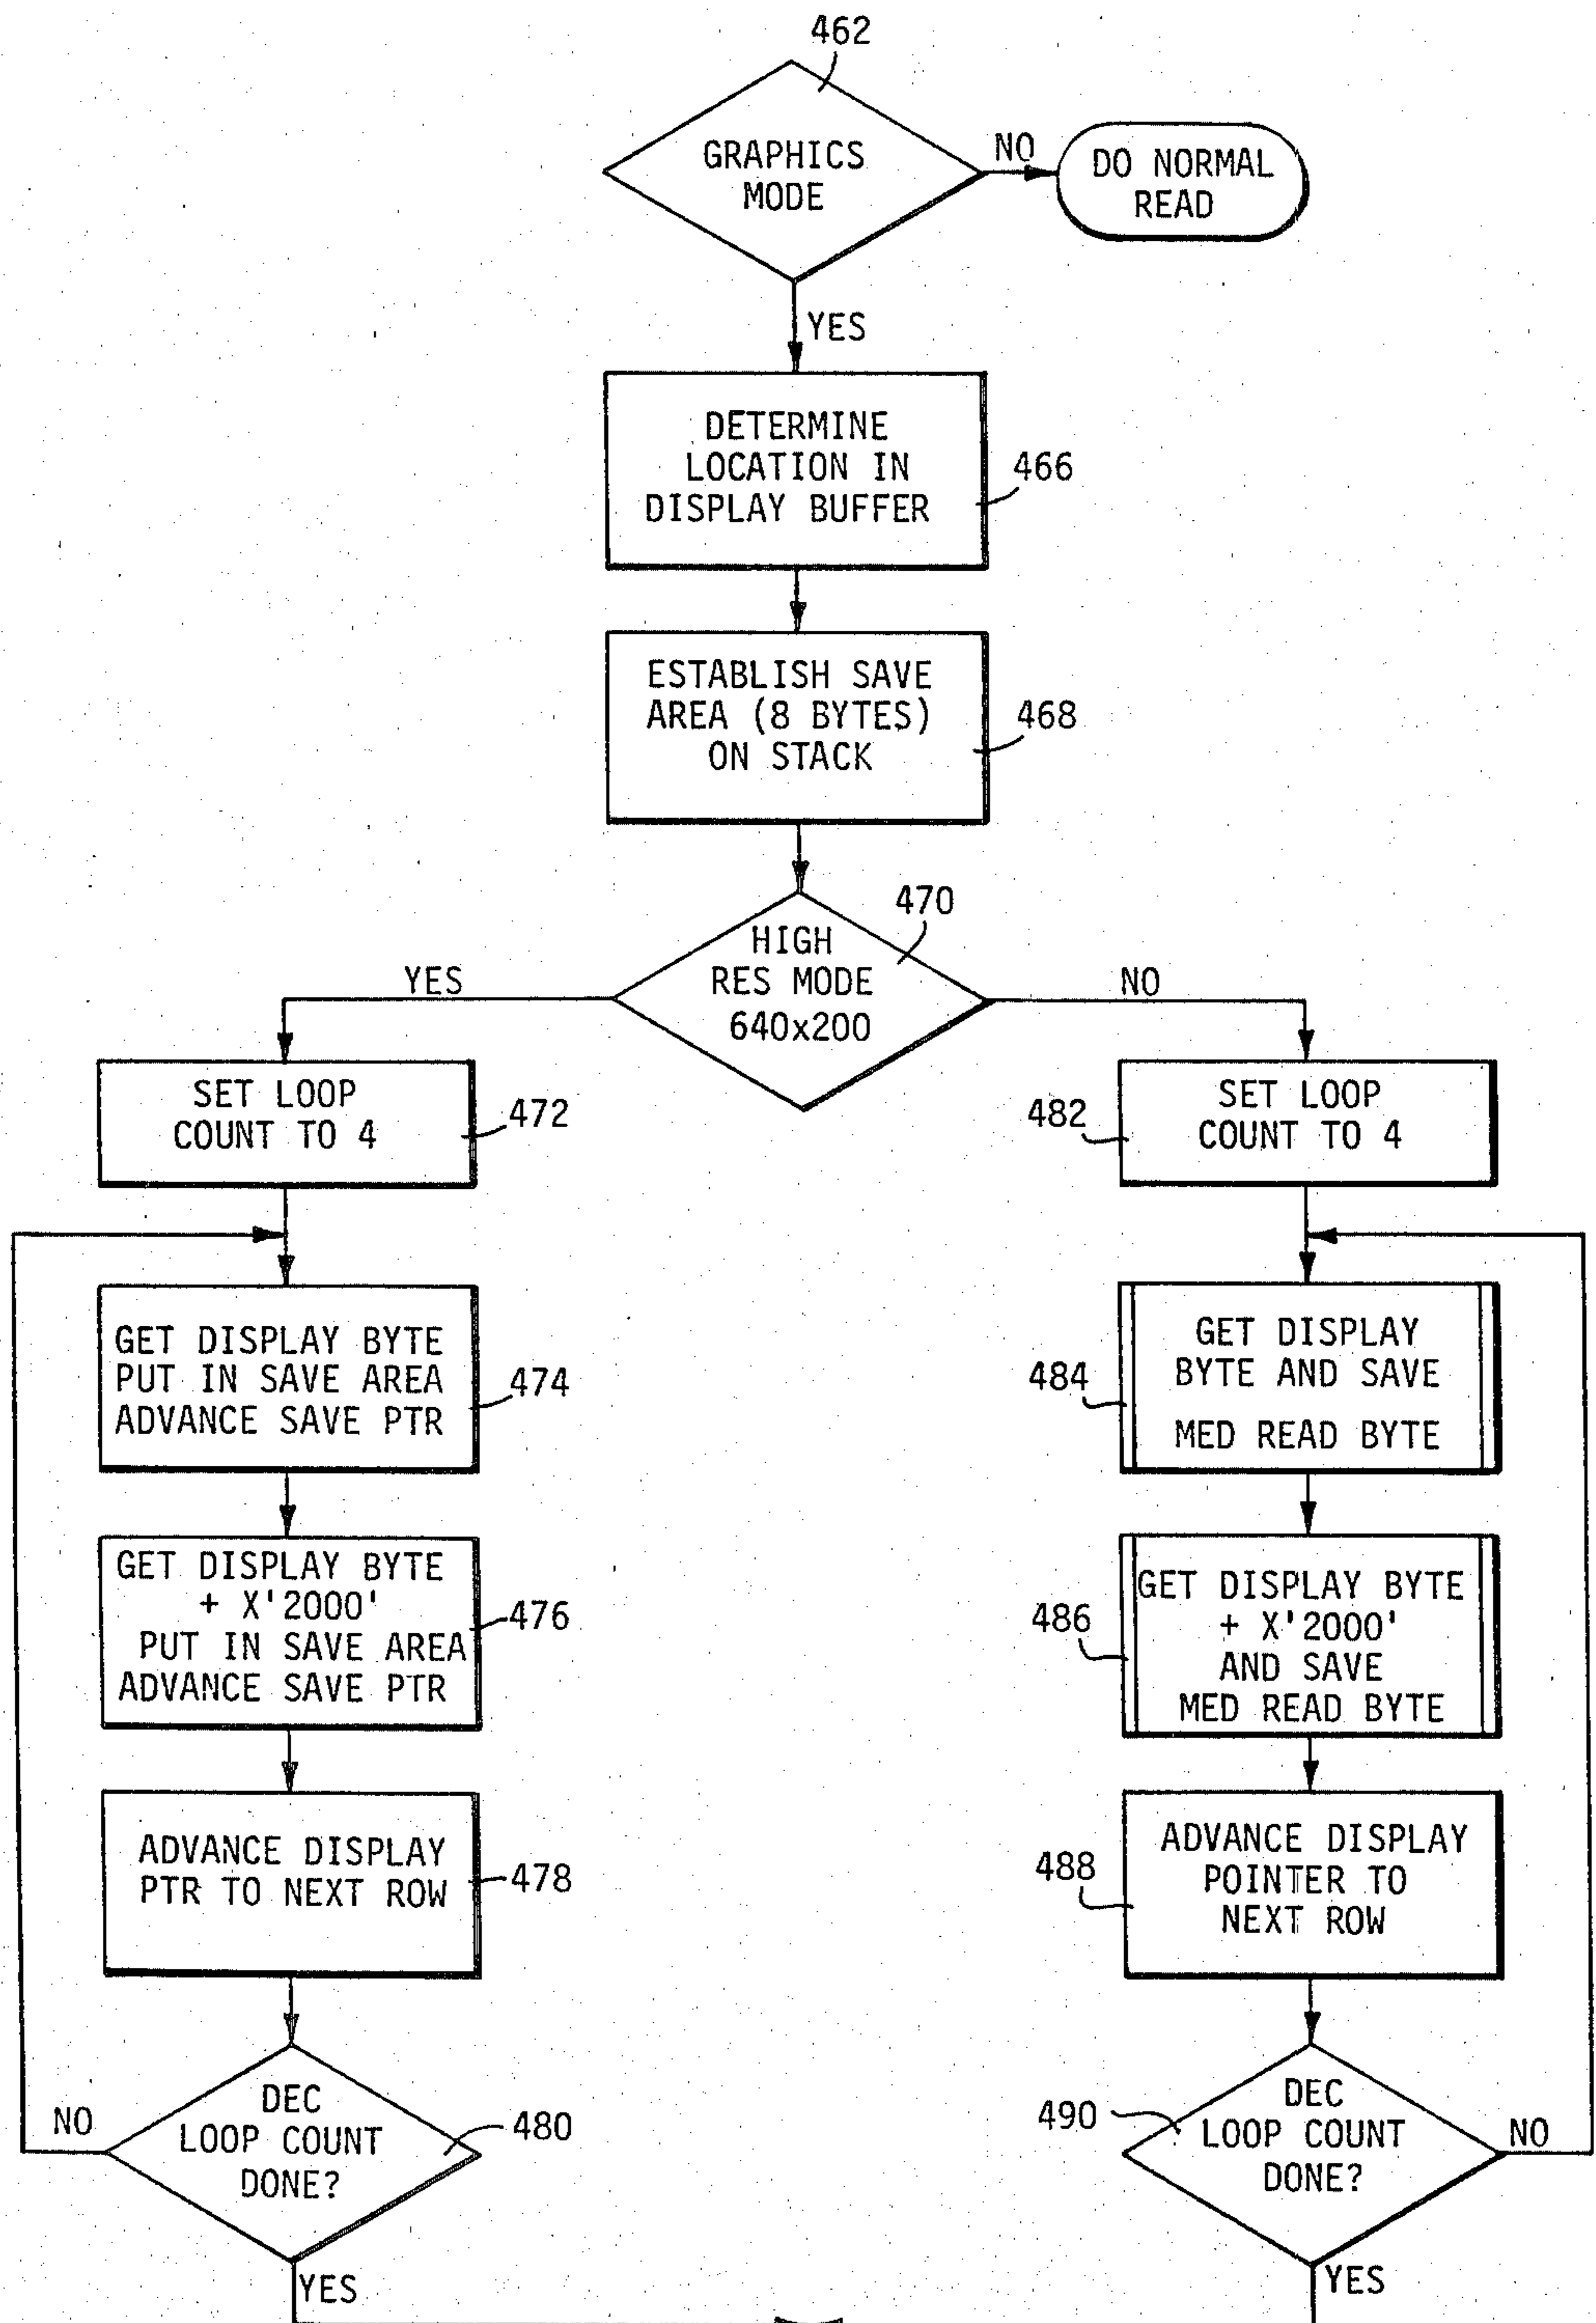 462
GRAPHICS
MODE
NO
DO NORMAL
READ
YES
DETERMINE
LOCATION IN
DISPLAY BUFFER
466
ESTABLISH SAVE
AREA (8 BYTES)
ON STACK
468
470
HIGH
RES MODE
640x200
YES
NO
SET LOOP
COUNT TO 4
472
482
SET LOOP
COUNT TO 4
GET DISPLAY BYTE
PUT IN SAVE AREA
ADVANCE SAVE PTR
474
484
GET DISPLAY
BYTE AND SAVE
MED READ BYTE
GET DISPLAY BYTE
+ X'2000'
PUT IN SAVE AREA
ADVANCE SAVE PTR
476
486
GET DISPLAY BYTE
+ X'2000'
AND SAVE
MED READ BYTE
ADVANCE DISPLAY
PTR TO NEXT ROW
478
488
ADVANCE DISPLAY
POINTER TO
NEXT ROW
NO
DEC
LOOP COUNT
DONE?
480
490
DEC
LOOP COUNT
DONE?
NO
YES
YES